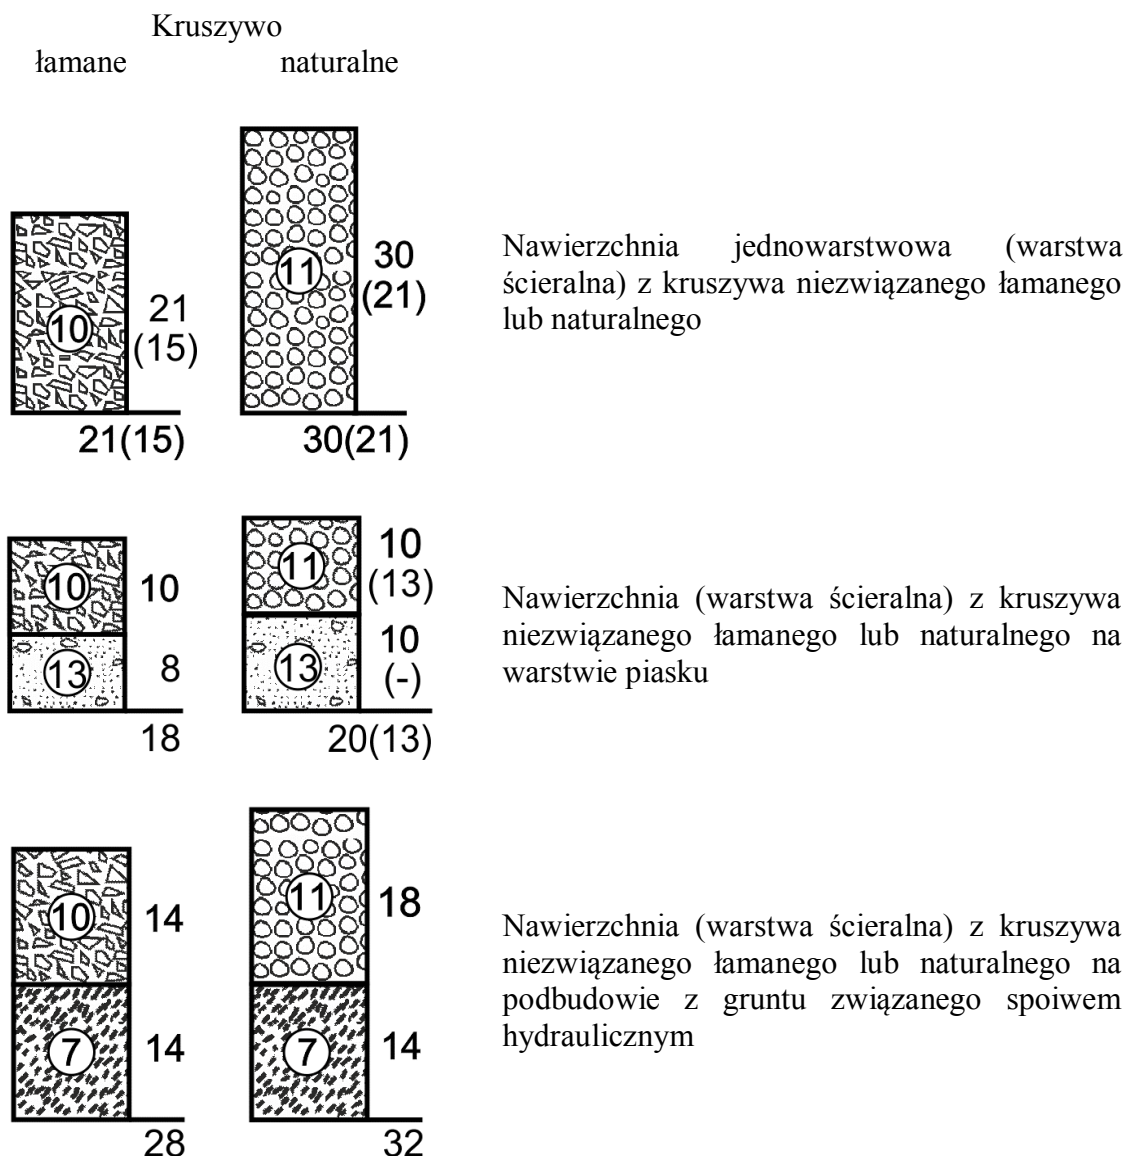 Kruszywo
łamane naturalne
10
21
(15)
21(15)
11
30
(21)
30(21)
Nawierzchnia jednowarstwowa (warstwa
ścieralna) z kruszywa niezwiązanego łamanego
lub naturalnego
10
10
13
8
18
11
10
(13)
13
10
(-)
20(13)
Nawierzchnia (warstwa ścieralna) z kruszywa
niezwiązanego łamanego lub naturalnego na
warstwie piasku
10
14
7
14
28
11
18
7
14
32
Nawierzchnia (warstwa ścieralna) z kruszywa
niezwiązanego łamanego lub naturalnego na
podbudowie z gruntu związanego spoiwem
hydraulicznym